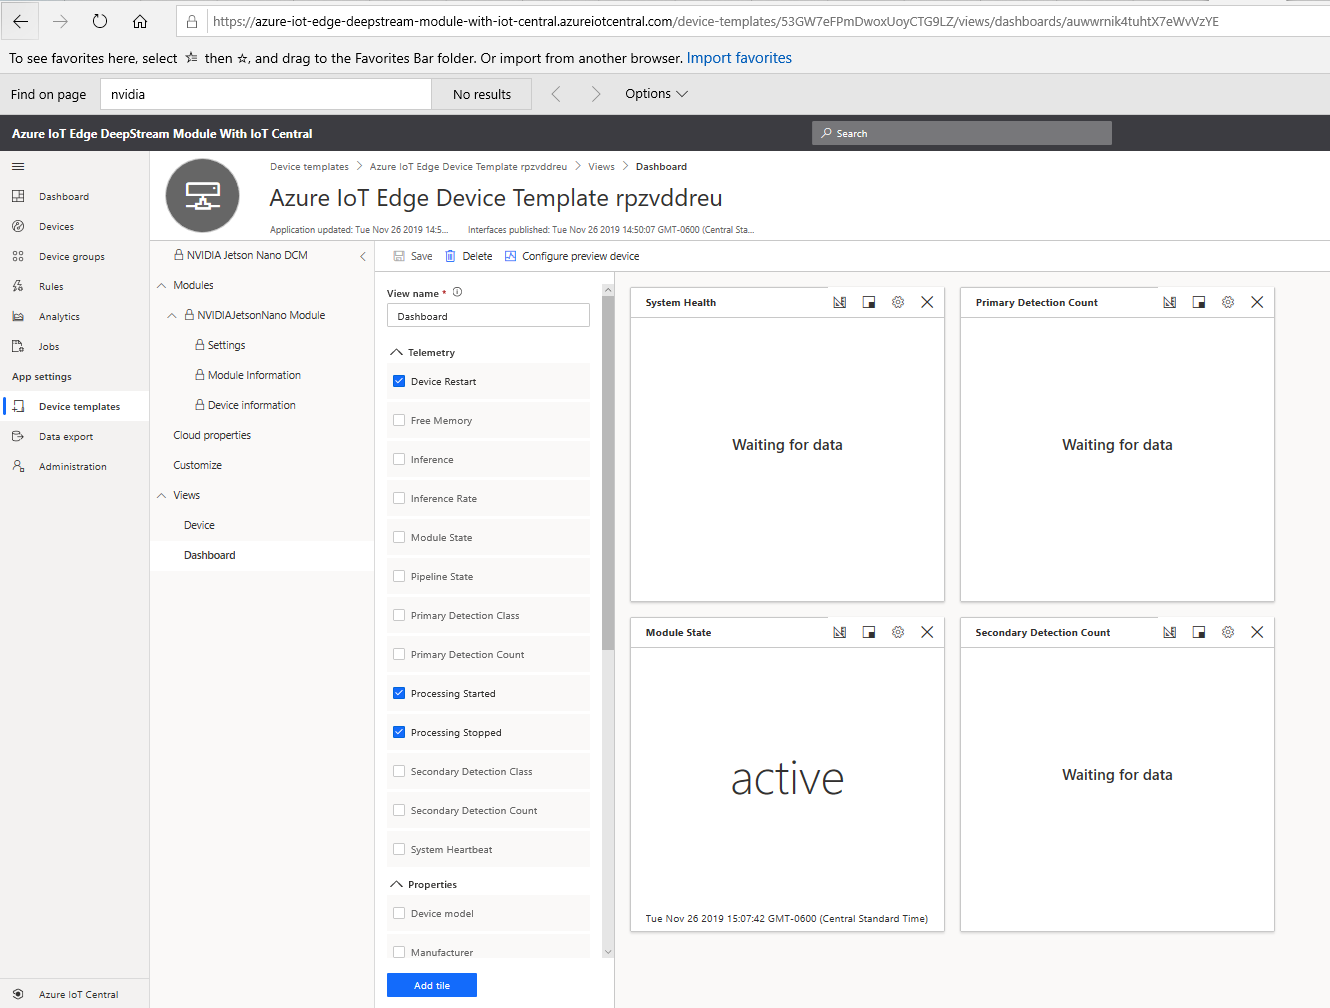 https://azure-iot-edge-deepstream-module-with-iot-central.azureiotcentral.com/device-templates/53GW7eFPmDwoxUoyCTG9LZ/views/dashboards/auwwrnik4tuhtX7eWvVzYE
To see favorites here, select then , and drag to the Favorites Bar folder. Or import from another browser. Import favorites
Find on page nvidia No results Options
Azure IoT Edge DeepStream Module With IoT Central Search
Dashboard
Devices
Device groups
Rules
Analytics
Jobs
App settings
Device templates
Data export
Administration
Azure IoT Central
Device templates > Azure IoT Edge Device Template rpzvddreu > Views > Dashboard
Azure IoT Edge Device Template rpzvddreu
Application updated: Tue Nov 26 2019 14:5... Interfaces published: Tue Nov 26 2019 14:50:07 GMT-0600 (Central Sta...
NVIDIA Jetson Nano DCM
Modules
NVIDIAJetsonNano Module
Settings
Module Information
Device information
Cloud properties
Customize
Views
Device
Dashboard
Save Delete Configure preview device
View name *
Dashboard
Telemetry
Device Restart
Free Memory
Inference
Inference Rate
Module State
Pipeline State
Primary Detection Class
Primary Detection Count
Processing Started
Processing Stopped
Secondary Detection Class
Secondary Detection Count
System Heartbeat
Properties
Device model
Manufacturer
Add tile
System Health
Waiting for data
Primary Detection Count
Waiting for data
Module State
active
Tue Nov 26 2019 15:07:42 GMT-0600 (Central Standard Time)
Secondary Detection Count
Waiting for data